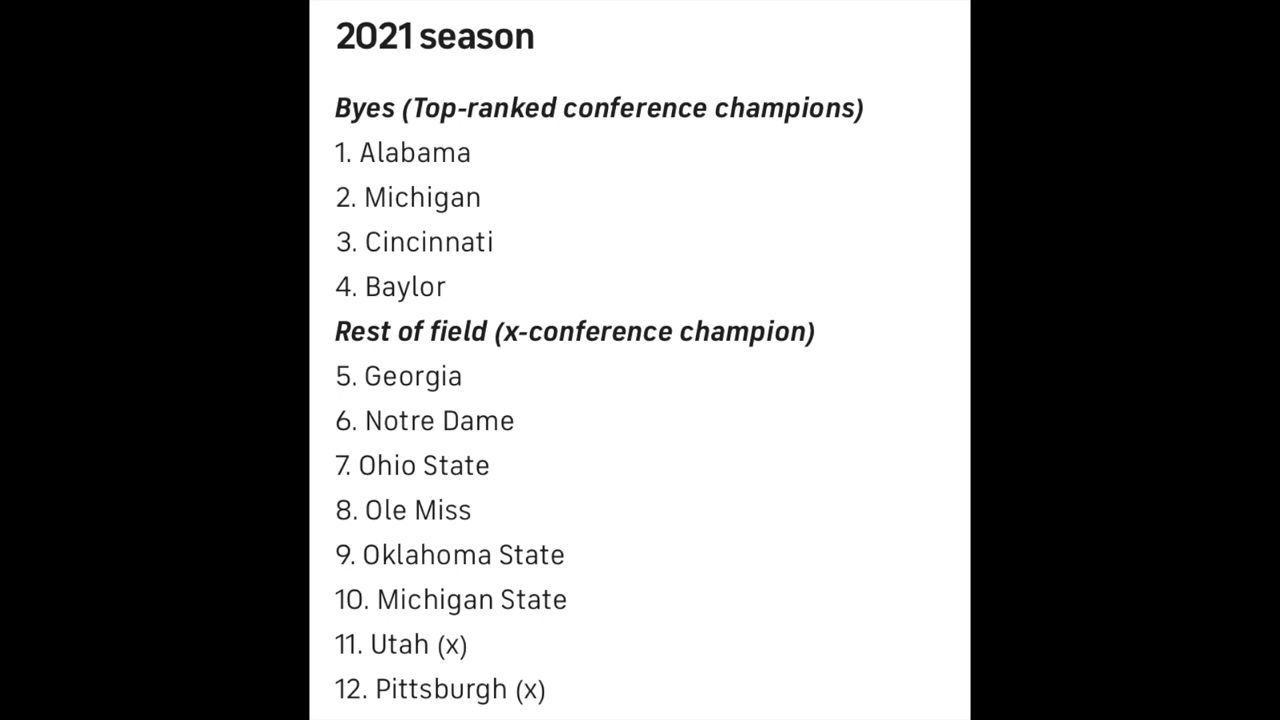 2021 season
Byes (Top-ranked conference champions)
1. Alabama
2. Michigan
3. Cincinnati
4. Baylor
Rest of field (x-conference champion)
5. Georgia
6. Notre Dame
7. Ohio State
8. Ole Miss
9. Oklahoma State
10. Michigan State
11. Utah (x)
12. Pittsburgh (x)